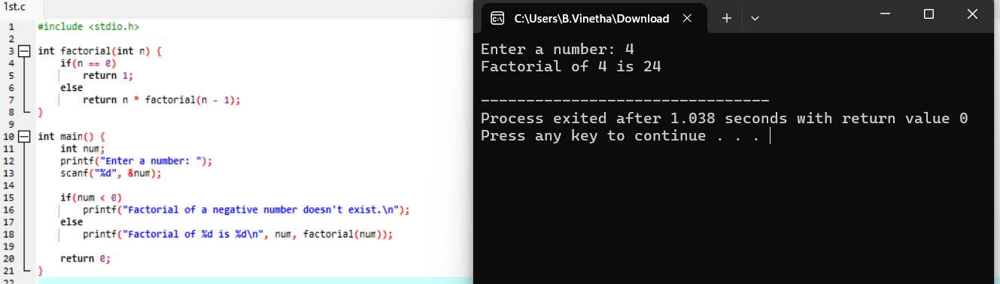 1st.c
1 #include <stdio.h>
2
3 int factorial(int n) {
4 if(n == 0)
5 return 1;
6 else
7 return n * factorial(n - 1);
8 }
9
10 int main() {
11 int num;
12 printf("Enter a number: ");
13 scanf("%d", &num);
14
15 if(num < 0)
16 printf("Factorial of a negative number doesn't exist.\n");
17 else
18 printf("Factorial of %d is %d\n", num, factorial(num));
19
20 return 0;
21 }
22
C:\Users\B.Vinetha\Download
Enter a number: 4
Factorial of 4 is 24
--------------------------------
Process exited after 1.038 seconds with return value 0
Press any key to continue . . .